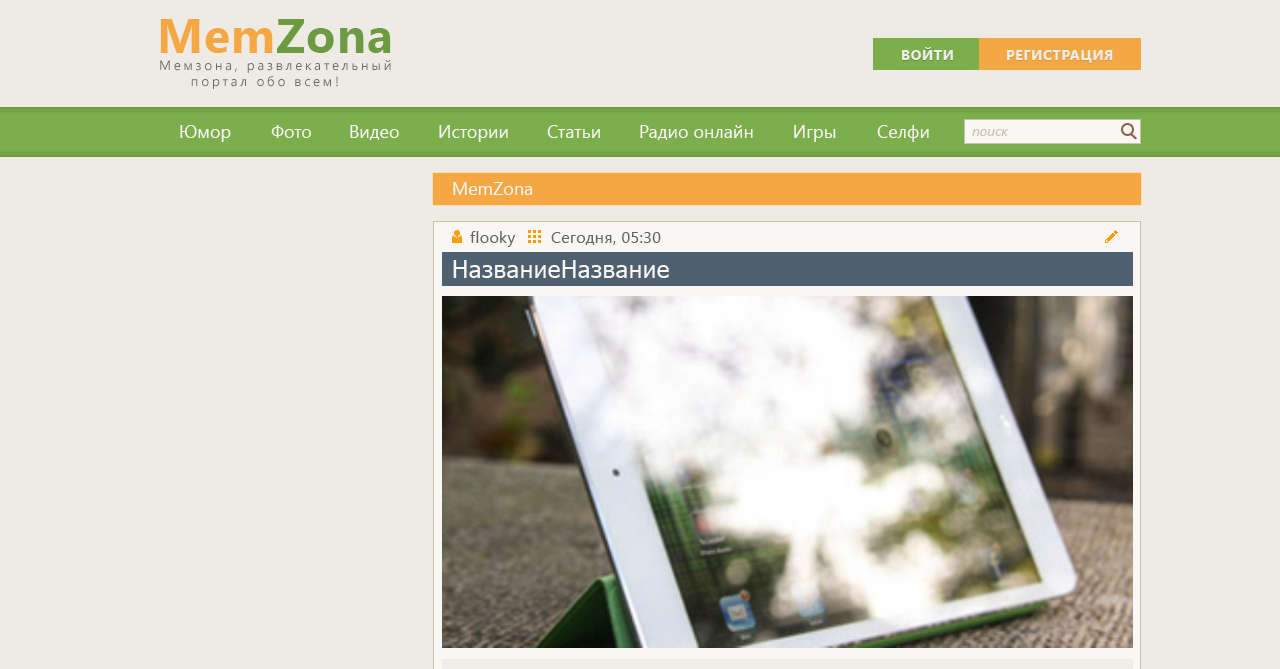 MemZona
Мемзона, развлекательный
портал обо всем!
ВОЙТИ
РЕГИСТРАЦИЯ
Юмор Фото Видео Истории Статьи Радио онлайн Игры Селфи поиск
MemZona
flooky Сегодня, 05:30
НазваниеНазвание